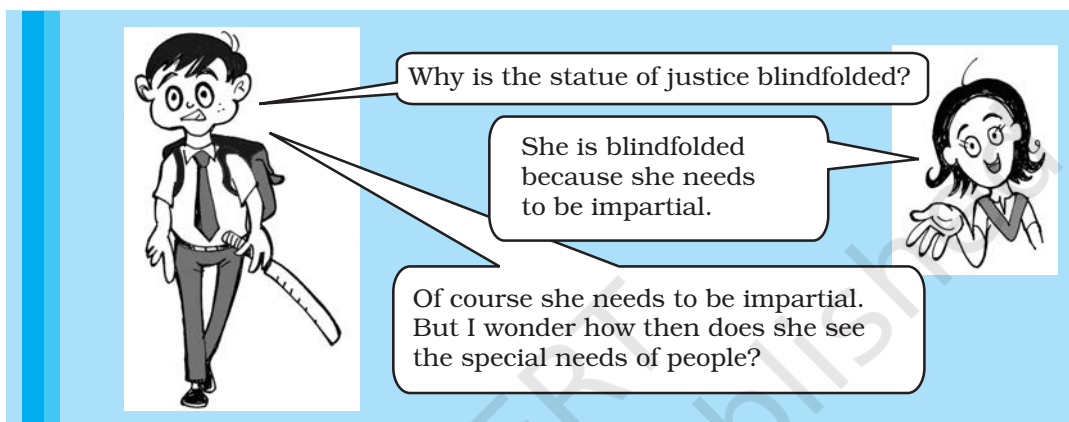 Why is the statue of justice blindfolded?
She is blindfolded
because she needs
to be impartial.
Of course she needs to be impartial.
But I wonder how then does she see
the special needs of people?